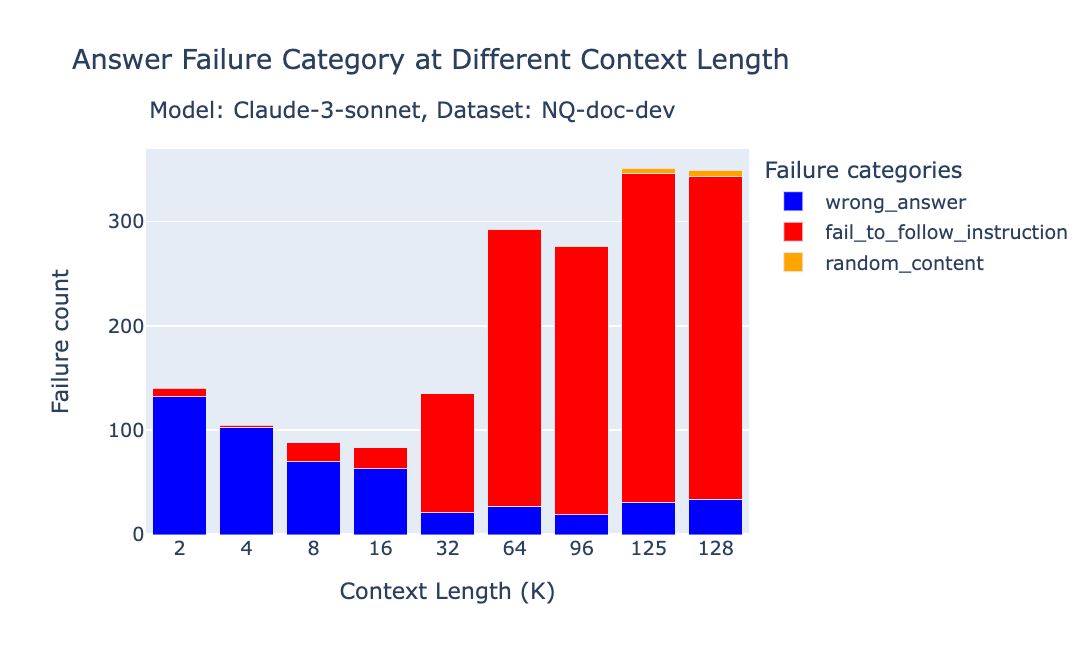 Answer Failure Category at Different Context Length
Model: Claude-3-sonnet, Dataset: NQ-doc-dev
Failure categories
wrong_answer
fail_to_follow_instruction
random_content
Failure count
300
200
100
0
2 4 8 16 32 64 96 125 128
Context Length (K)